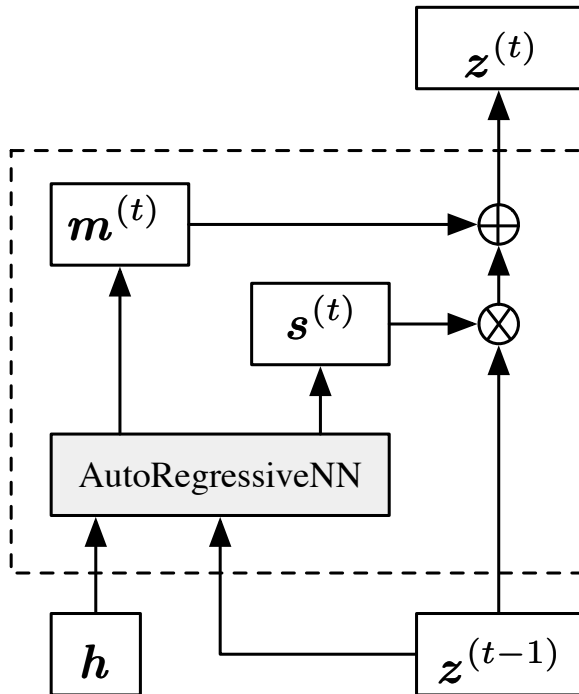 z^{(t)}
m^{(t)}
s^{(t)}
AutoRegressiveNN
h
z^{(t−1)}